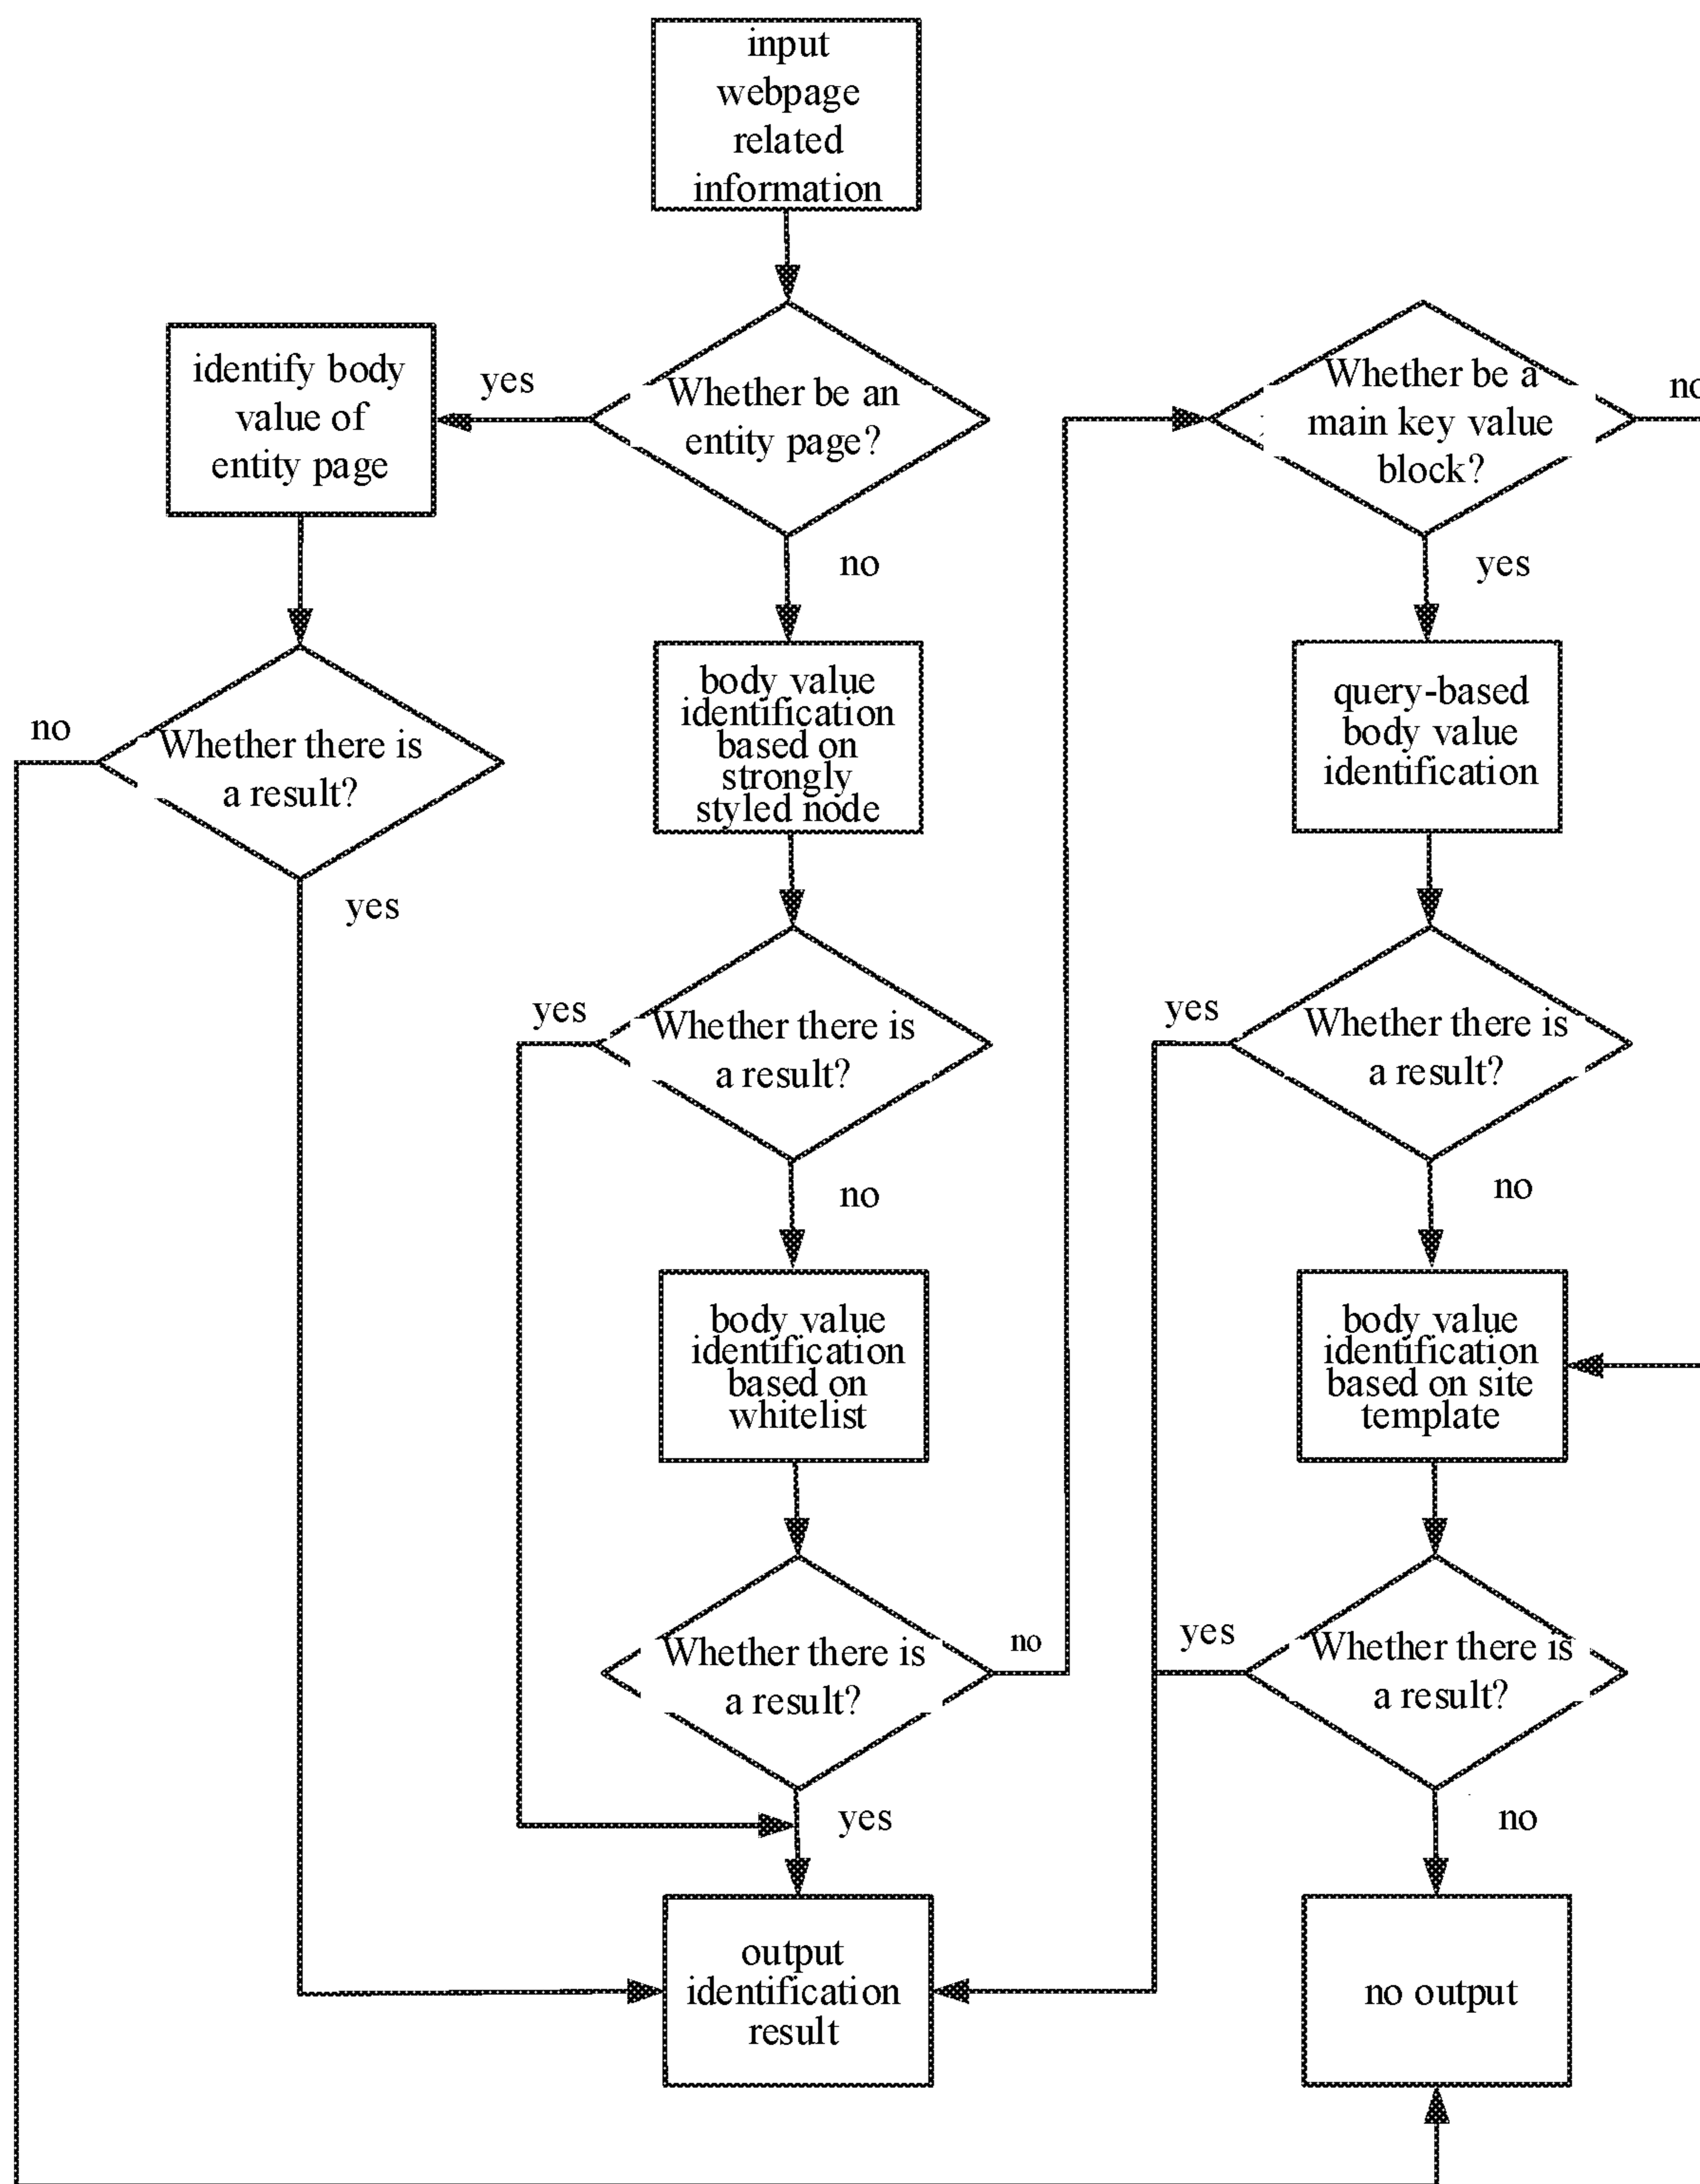 input
webpage
related
information
identify body
value of
entity page
yes
Whether be an
entity page?
no
Whether there is
a result?
no
yes
body value
identification
based on
strongly
styled node
Whether there is
a result?
yes
no
body value
identification
based on
whitelist
Whether there is
a result?
no
yes
output
identification
result
Whether be a
main key value
block?
no
yes
query-based
body value
identification
Whether there is
a result?
yes
no
body value
identification
based on site
template
Whether there is
a result?
yes
no
no output